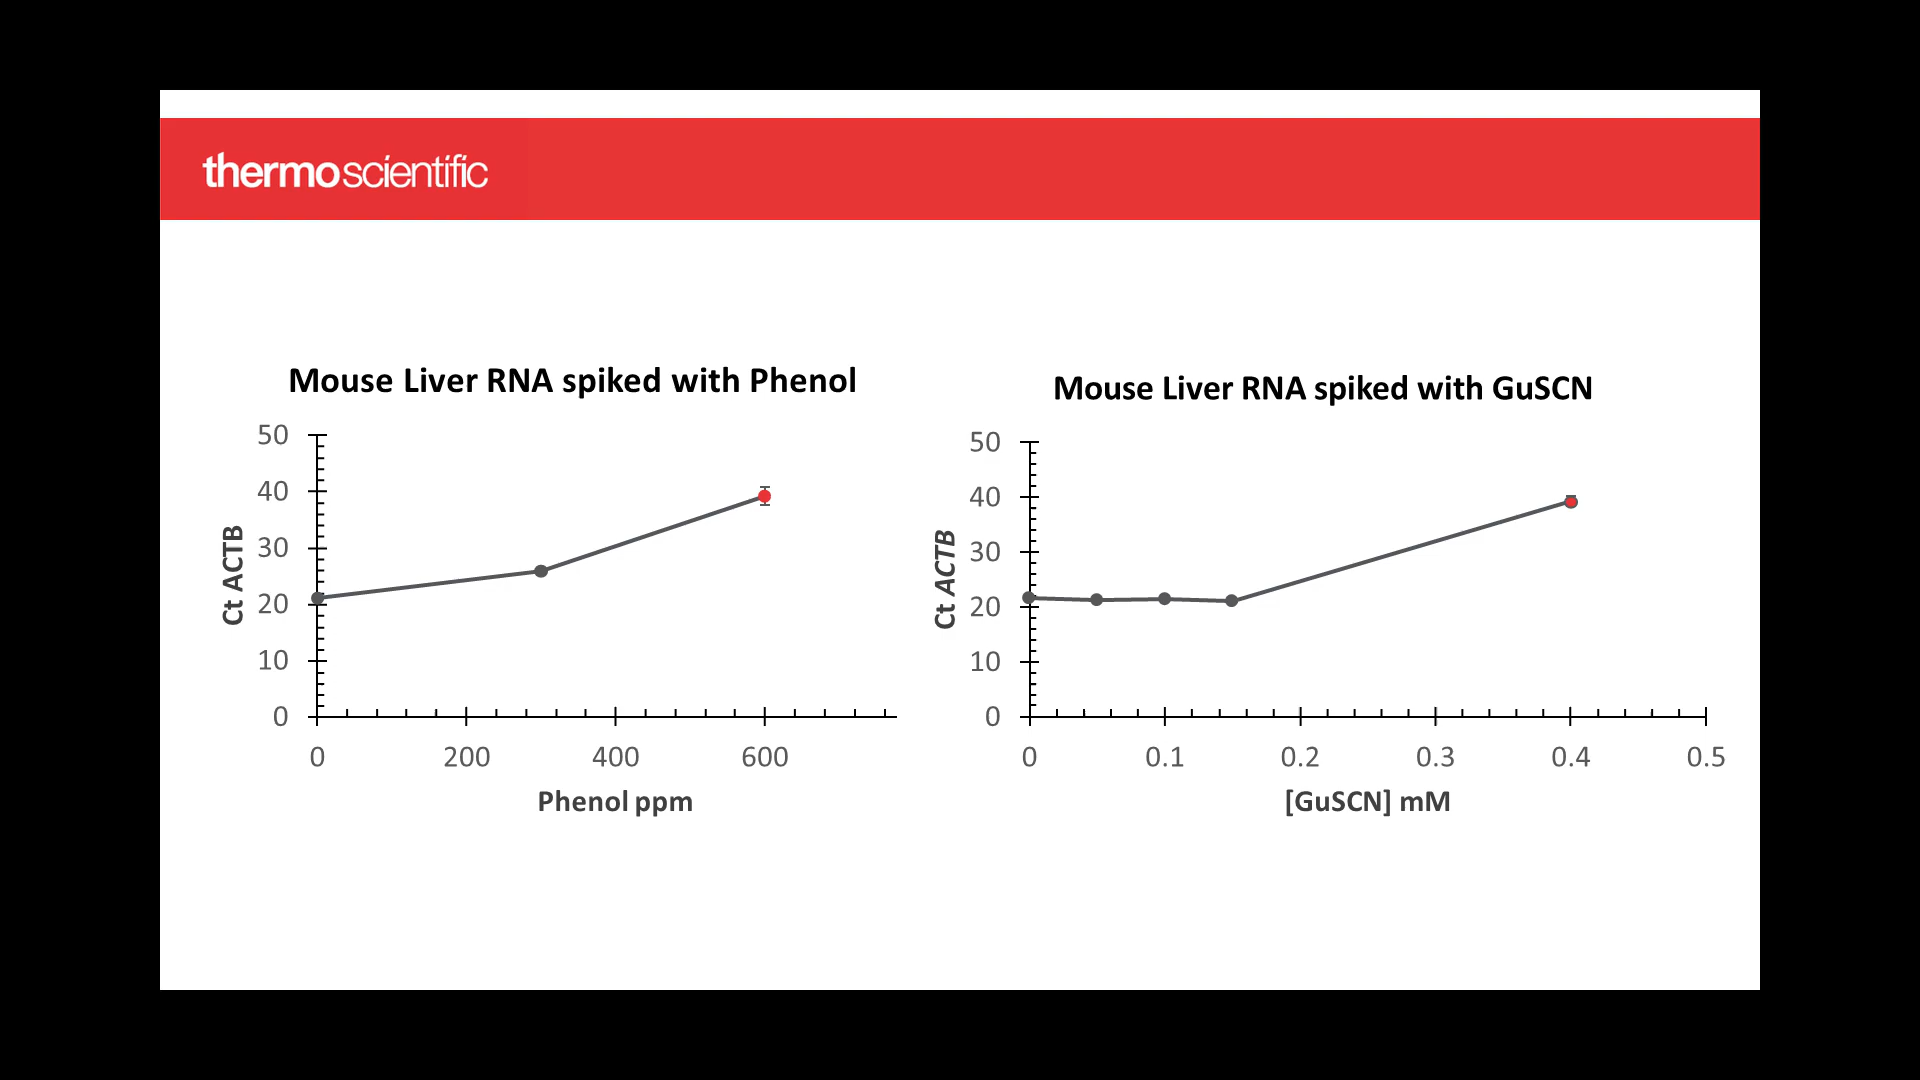 thermoscientific
Mouse Liver RNA spiked with Phenol
50
40
30
20
10
0
Ct ACTB
0 200 400 600
Phenol ppm
Mouse Liver RNA spiked with GuSCN
50
40
30
20
10
0
Ct ACTB
0 0.1 0.2 0.3 0.4 0.5
[GuSCN] mM